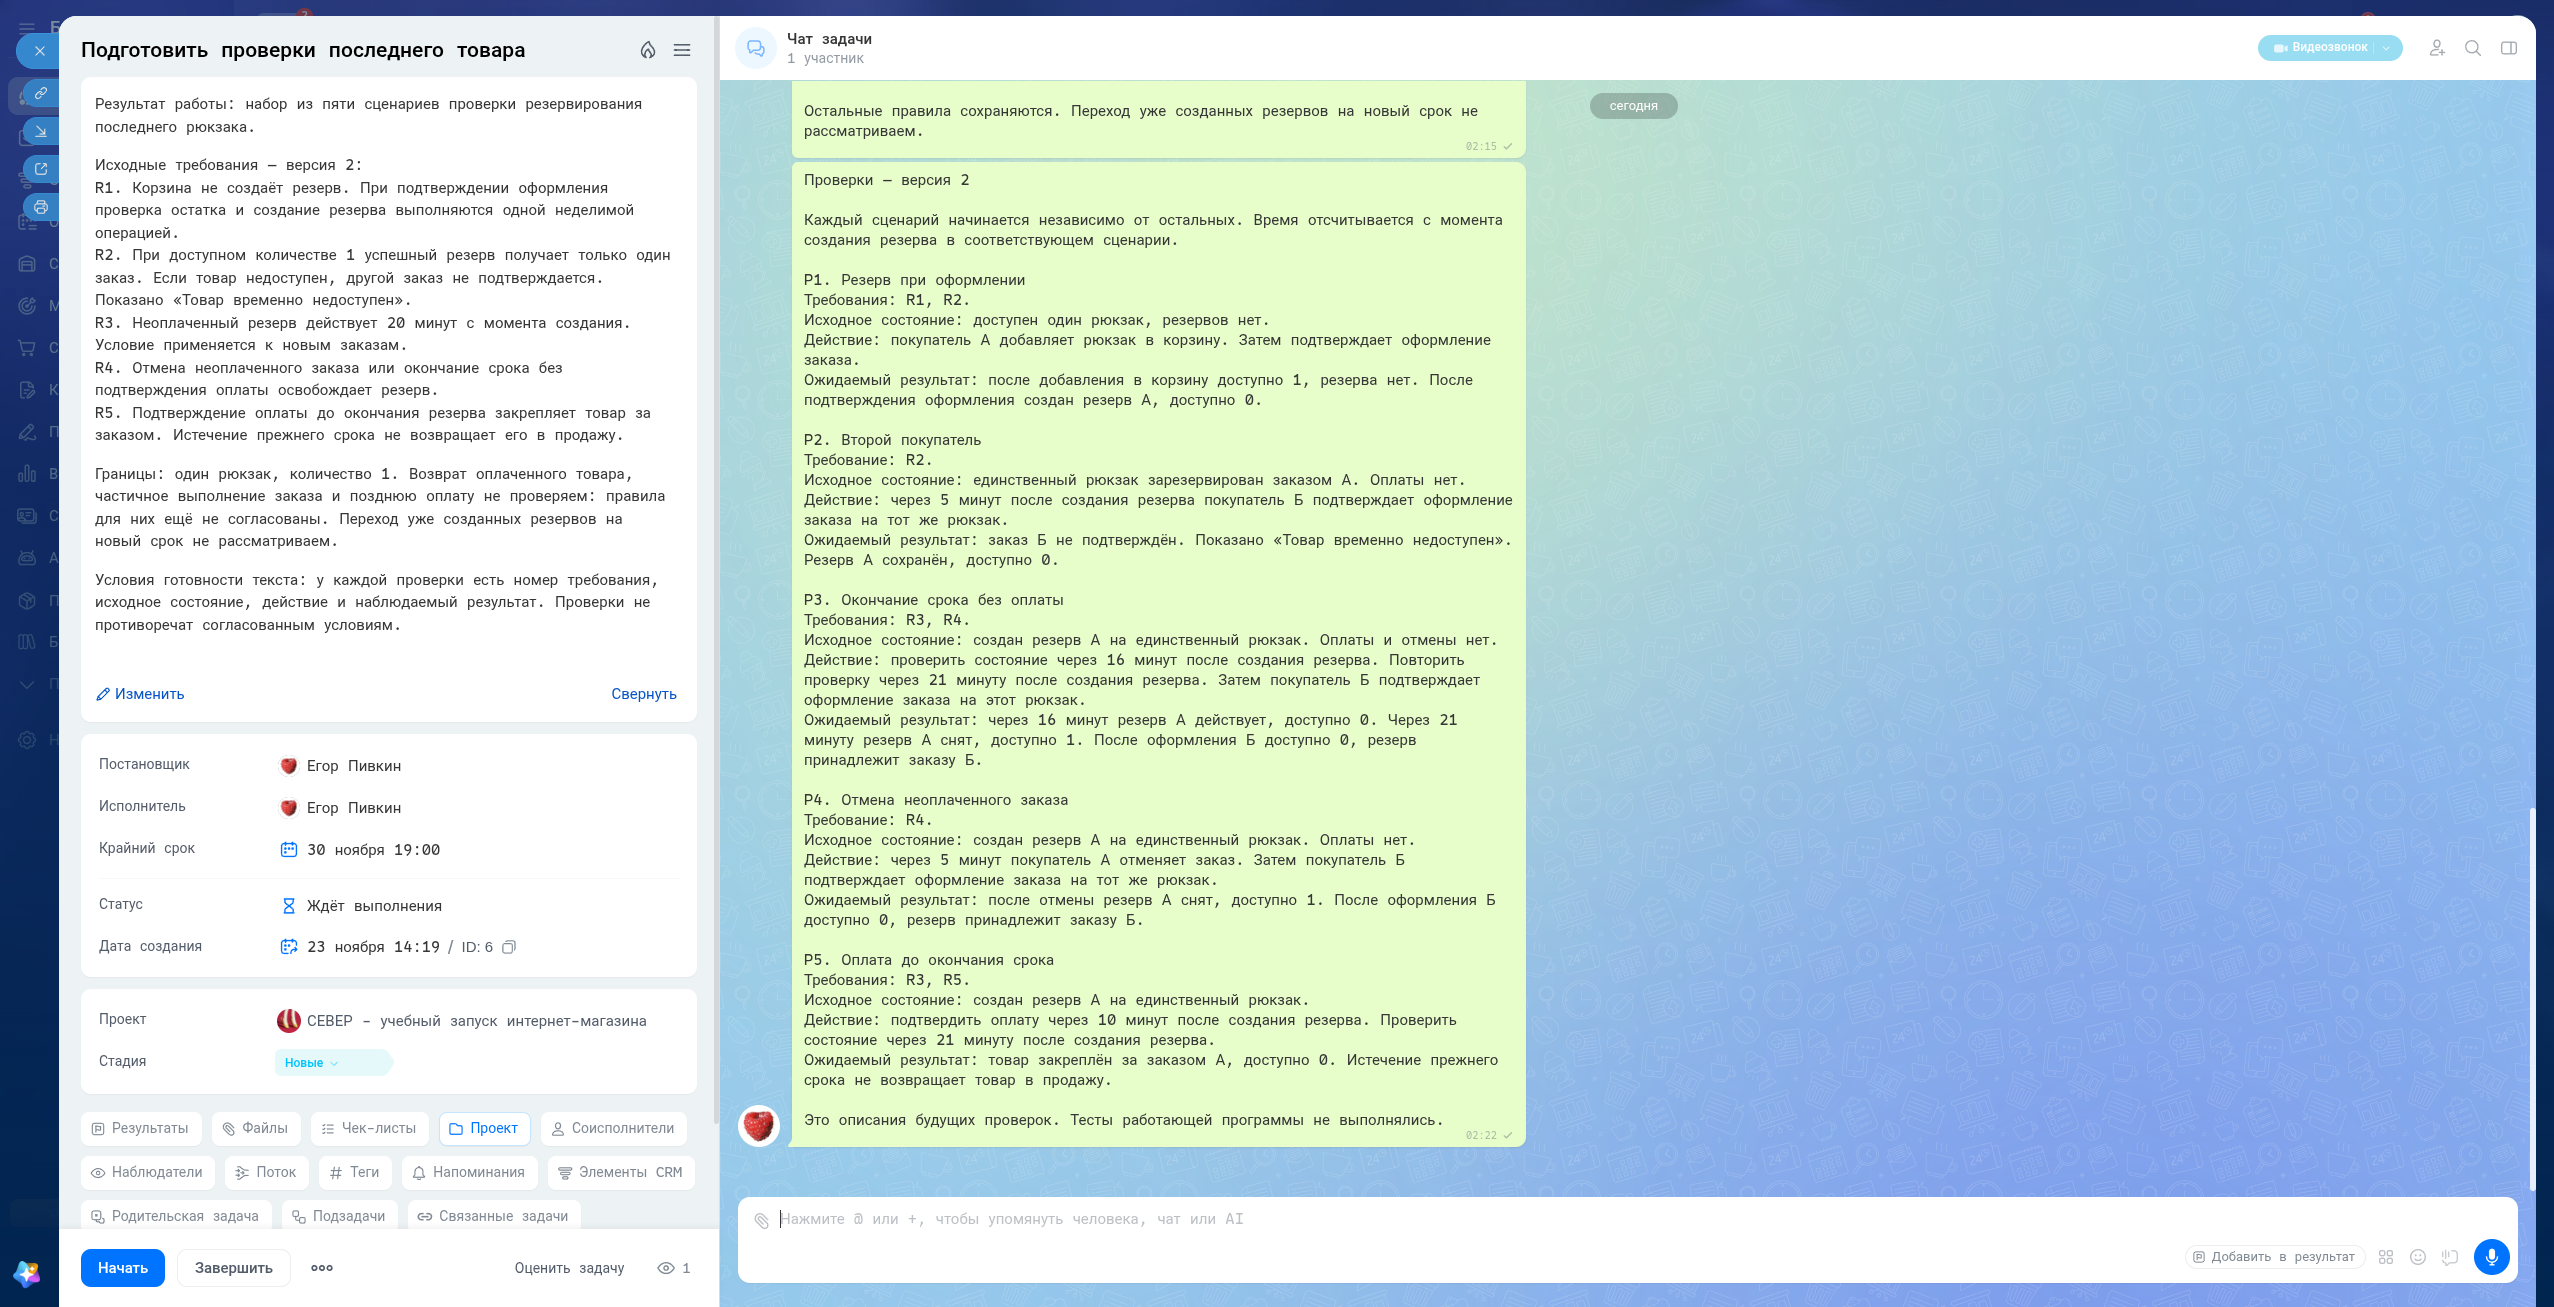 Подготовить проверки последнего товара
Результат работы: набор из пяти сценариев проверки резервирования
последнего рюкзака.
Исходные требования — версия 2:
R1. Корзина не создаёт резерв. При подтверждении оформления
проверка остатка и создание резерва выполняются одной неделимой
операцией.
R2. При доступном количестве 1 успешный резерв получает только один
заказ. Если товар недоступен, другой заказ не подтверждается.
Показано «Товар временно недоступен».
R3. Неоплаченный резерв действует 20 минут с момента создания.
Условие применяется к новым заказам.
R4. Отмена неоплаченного заказа или окончание срока без
подтверждения оплаты освобождает резерв.
R5. Подтверждение оплаты до окончания резерва закрепляет товар за
заказом. Истечение прежнего срока не возвращает его в продажу.
Границы: один рюкзак, количество 1. Возврат оплаченного товара,
частичное выполнение заказа и позднюю оплату не проверяем: правила
для них ещё не согласованы. Переход уже созданных резервов на
новый срок не рассматриваем.
Условия готовности текста: у каждой проверки есть номер требования,
исходное состояние, действие и наблюдаемый результат. Проверки не
противоречат согласованным условиям.
Изменить
Свернуть
Постановщик
Егор Пивкин
Исполнитель
Егор Пивкин
Крайний срок
30 ноября 19:00
Статус
Ждёт выполнения
Дата создания
23 ноября 14:19 / ID: 6
Проект
СЕВЕР – учебный запуск интернет-магазина
Стадия
Новые
Результаты
Файлы
Чек-листы
Проект
Соисполнители
Наблюдатели
Поток
Теги
Напоминания
Элементы CRM
Родительская задача
Подзадачи
Связанные задачи
Начать
Завершить
Оценить задачу
1
Чат задачи
1 участник
Видеозвонок
сегодня
Остальные правила сохраняются. Переход уже созданных резервов на новый срок не
рассматриваем.
02:15
Проверки — версия 2
Каждый сценарий начинается независимо от остальных. Время отсчитывается с момента
создания резерва в соответствующем сценарии.
P1. Резерв при оформлении
Требования: R1, R2.
Исходное состояние: доступен один рюкзак, резервов нет.
Действие: покупатель А добавляет рюкзак в корзину. Затем подтверждает оформление
заказа.
Ожидаемый результат: после добавления в корзину доступно 1, резерва нет. После
подтверждения оформления создан резерв А, доступно 0.
P2. Второй покупатель
Требование: R2.
Исходное состояние: единственный рюкзак зарезервирован заказом А. Оплаты нет.
Действие: через 5 минут после создания резерва покупатель Б подтверждает оформление
заказа на тот же рюкзак.
Ожидаемый результат: заказ Б не подтверждён. Показано «Товар временно недоступен».
Резерв А сохранён, доступно 0.
P3. Окончание срока без оплаты
Требования: R3, R4.
Исходное состояние: создан резерв А на единственный рюкзак. Оплаты и отмены нет.
Действие: проверить состояние через 16 минут после создания резерва. Повторить
проверку через 21 минуту после создания резерва. Затем покупатель Б подтверждает
оформление заказа на этот рюкзак.
Ожидаемый результат: через 16 минут резерв А действует, доступно 0. Через 21
минуту резерв А снят, доступно 1. После оформления Б доступно 0, резерв
принадлежит заказу Б.
P4. Отмена неоплаченного заказа
Требование: R4.
Исходное состояние: создан резерв А на единственный рюкзак. Оплаты нет.
Действие: через 5 минут покупатель А отменяет заказ. Затем покупатель Б
подтверждает оформление заказа на тот же рюкзак.
Ожидаемый результат: после отмены резерв А снят, доступно 1. После оформления Б
доступно 0, резерв принадлежит заказу Б.
P5. Оплата до окончания срока
Требования: R3, R5.
Исходное состояние: создан резерв А на единственный рюкзак.
Действие: подтвердить оплату через 10 минут после создания резерва. Проверить
состояние через 21 минуту после создания резерва.
Ожидаемый результат: товар закреплён за заказом А, доступно 0. Истечение прежнего
срока не возвращает товар в продажу.
Это описания будущих проверок. Тесты работающей программы не выполнялись.
02:22
Нажмите @ или +, чтобы упомянуть человека, чат или AI
Добавить в результат